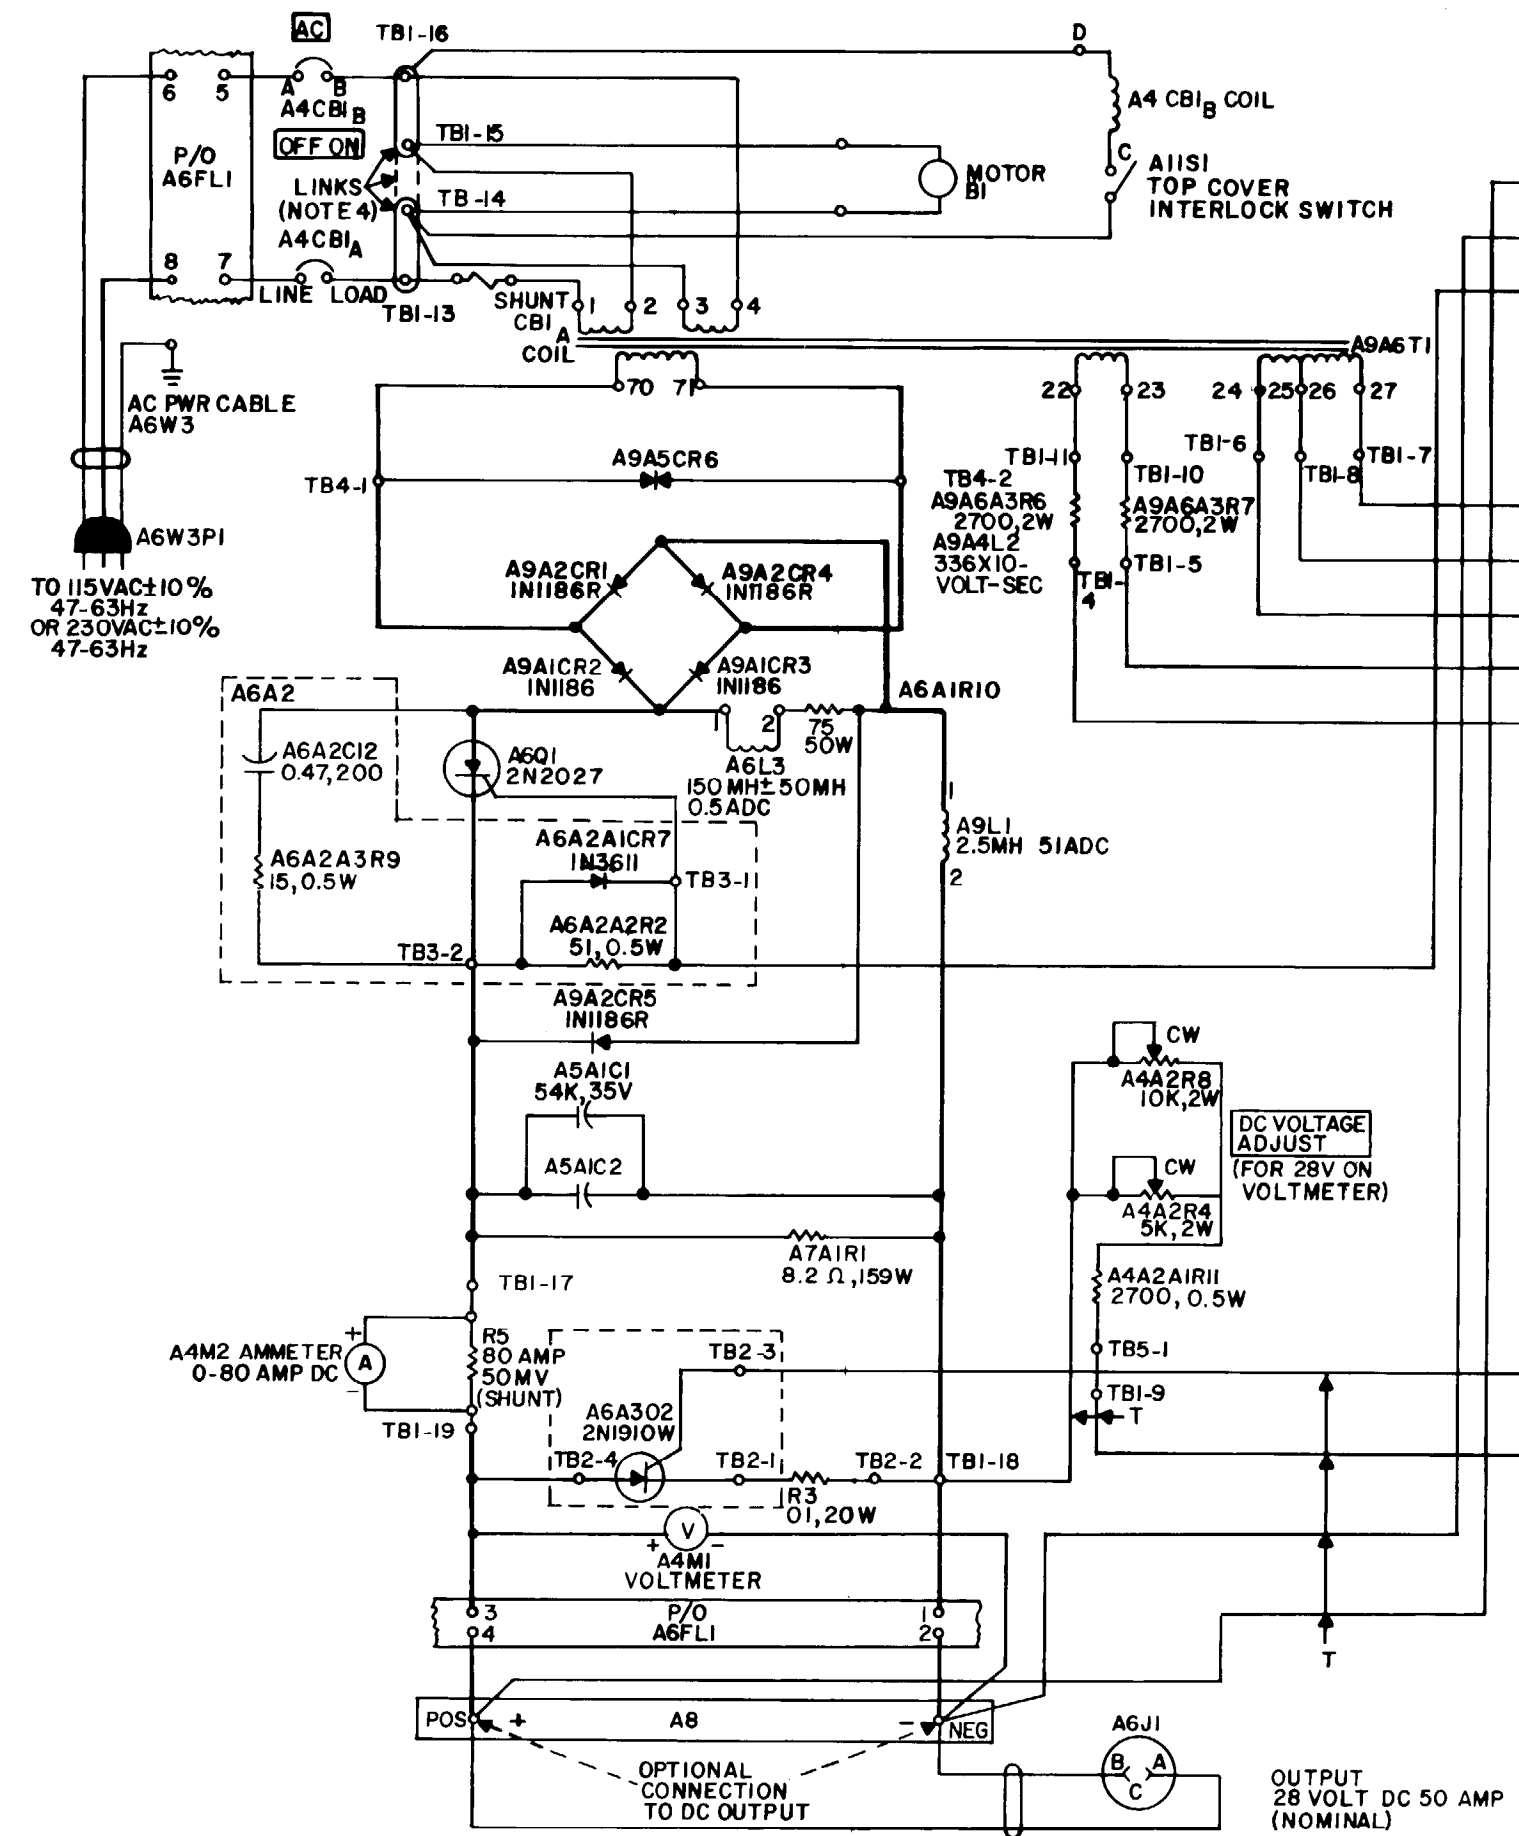 AC
TB1-16
D
6
5
A
B
A4CB1B
A4 CB1B COIL
OFF ON
TB1-15
P/O
A6FL1
LINKS
(NOTE 4)
TB-14
MOTOR
B1
C
A11S1
TOP COVER
INTERLOCK SWITCH
A4CB1A
8
7
LINE
LOAD
TB1-13
SHUNT
CB1A
COIL
1
2
3
4
A9A6T1
70
71
22
23
24
25
26
27
AC PWR CABLE
A6W3
TB4-1
A9A5CR6
TB4-2
TB1-11
TB1-10
TB1-6
TB1-8
TB1-7
A9A6A3R6
2700,2W
A9A6A3R7
2700,2W
A9A4L2
336X10-
VOLT-SEC
TB1-
4
TB1-5
A6W3P1
TO 115VAC±10%
47-63Hz
OR 230VAC±10%
47-63Hz
A9A2CR1
1N1186R
A9A2CR4
1N1186R
A9A1CR2
1N1186
A9A1CR3
1N1186
A6A1R10
75
50W
1
2
A6A2
A6A2C12
0.47,200
A6Q1
2N2027
A6L3
150 MH±50MH
0.5ADC
1
A9L1
2.5MH 51ADC
2
A6A2A3R9
15,0.5W
A6A2A1CR7
1N3611
TB3-1
A6A2A2R2
51,0.5W
TB3-2
A9A2CR5
1N1186R
A5A1C1
54K,35V
A5A1C2
CW
A4A2R8
10K,2W
DC VOLTAGE
ADJUST
(FOR 28V ON
VOLTMETER)
CW
A4A2R4
5K,2W
A7A1R1
8.2 Ω,159W
A4A2A1R11
2700, 0.5W
TB1-17
A4M2 AMMETER
0-80 AMP DC
+
A
-
R5
80 AMP
50MV
(SHUNT)
TB2-3
TB5-1
TB1-9
T
TB1-19
A6A302
2N1910W
TB2-4
TB2-1
TB2-2
TB1-18
R3
01,20W
V
+
-
A4M1
VOLTMETER
3
4
P/O
A6FL1
1
2
T
POS
+
A8
-
NEG
OPTIONAL
CONNECTION
TO DC OUTPUT
A6J1
B
A
C
OUTPUT
28 VOLT DC 50 AMP
(NOMINAL)